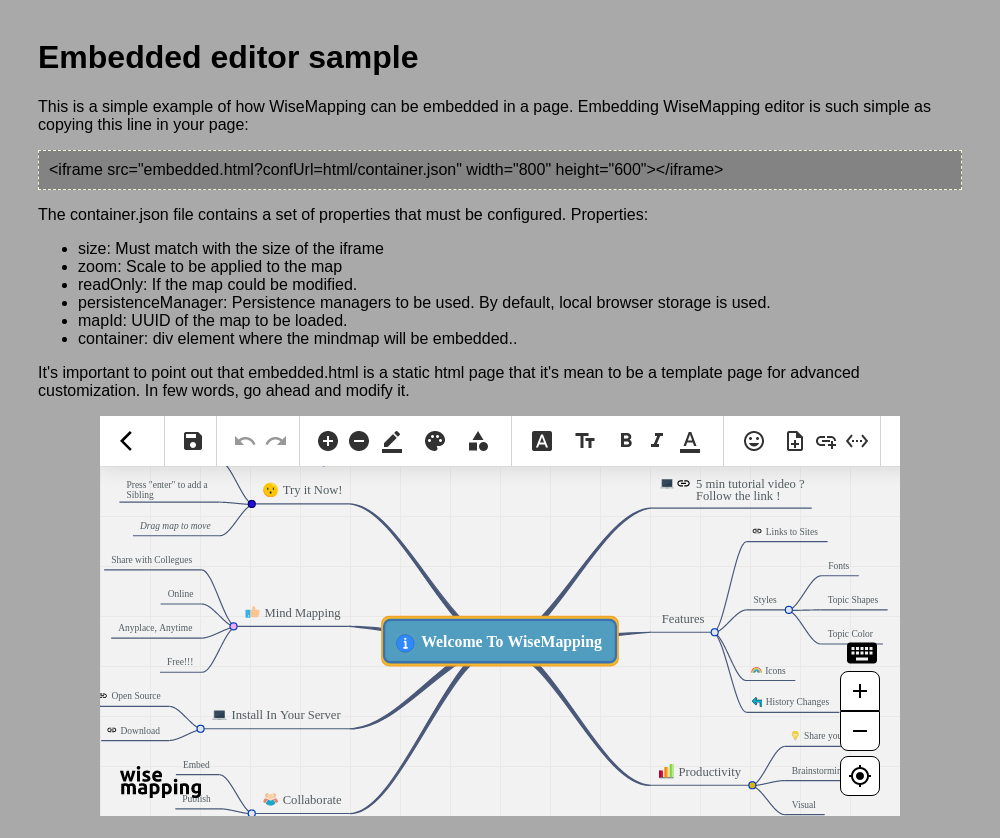 Embedded editor sample
This is a simple example of how WiseMapping can be embedded in a page. Embedding WiseMapping editor is such simple as
copying this line in your page:
<iframe src="embedded.html?confUrl=html/container.json" width="800" height="600"></iframe>
The container.json file contains a set of properties that must be configured. Properties:
size: Must match with the size of the iframe
zoom: Scale to be applied to the map
readOnly: If the map could be modified.
persistenceManager: Persistence managers to be used. By default, local browser storage is used.
mapId: UUID of the map to be loaded.
container: div element where the mindmap will be embedded..
It's important to point out that embedded.html is a static html page that it's mean to be a template page for advanced
customization. In few words, go ahead and modify it.
Press "enter" to add a
Sibling
Try it Now!
Drag map to move
Share with Collegues
Online
Mind Mapping
Anyplace, Anytime
Free!!!
Open Source
Install In Your Server
Download
Embed
Publish
Collaborate
Welcome To WiseMapping
5 min tutorial video ?
Follow the link !
Links to Sites
Fonts
Features
Styles
Topic Shapes
Topic Color
Icons
History Changes
Share you
Productivity
Brainstormin
Visual
wise
mapping